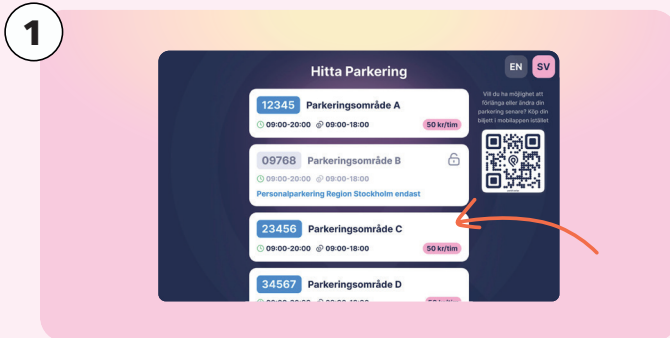 1
Hitta Parkering
EN SV
Vill du ha möjlighet att
förlänga eller ändra din
parkering senare? Köp din
biljett i mobilappen istället
12345 Parkeringsområde A
09:00-20:00 09:00-18:00 50 kr/tim
09768 Parkeringsområde B
09:00-20:00 09:00-18:00
Personalparkering Region Stockholm endast
23456 Parkeringsområde C
09:00-20:00 09:00-18:00 50 kr/tim
34567 Parkeringsområde D